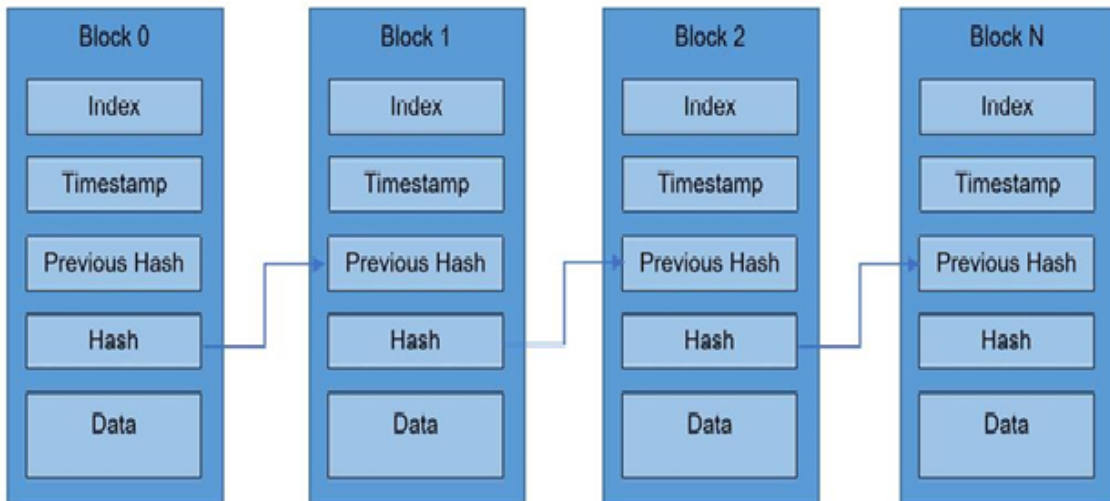 Block 0
Index
Timestamp
Previous Hash
Hash
Data
Block 1
Index
Timestamp
Previous Hash
Hash
Data
Block 2
Index
Timestamp
Previous Hash
Hash
Data
Block N
Index
Timestamp
Previous Hash
Hash
Data